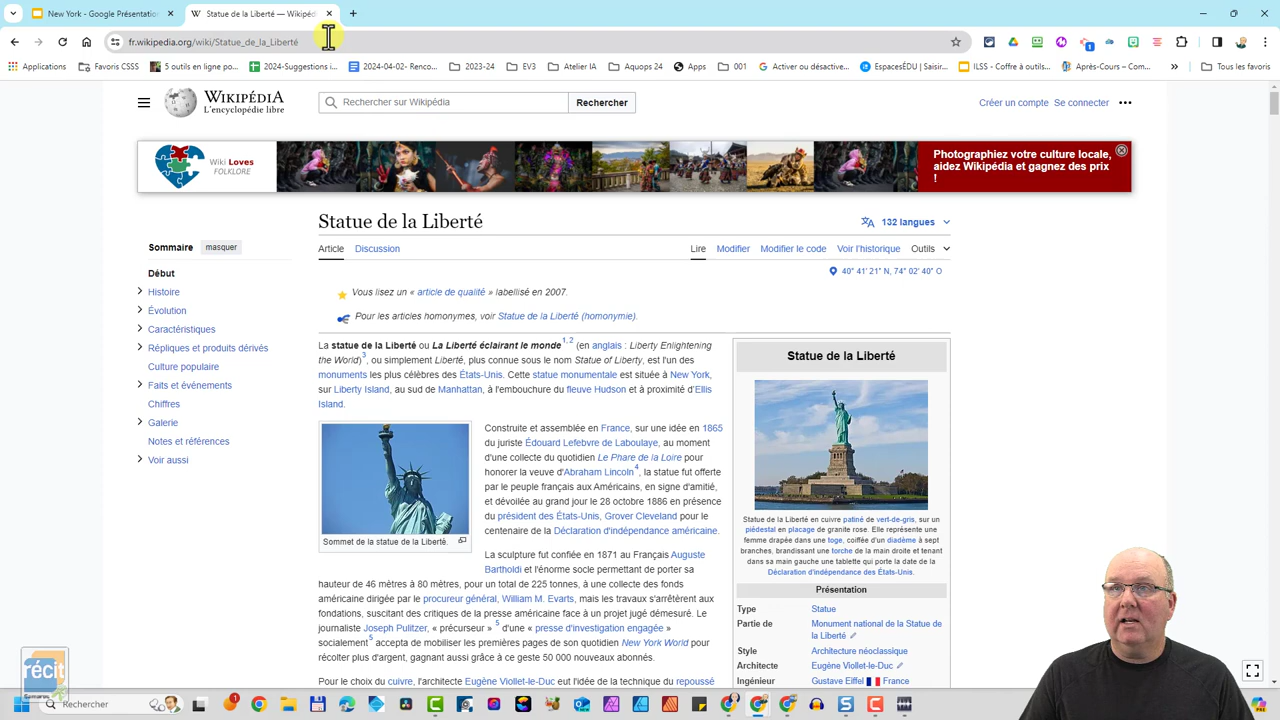 New York - Google Présentation
Statue de la Liberté — Wikipéd
fr.wikipedia.org/wiki/Statue_de_la_Liberté
Applications
Favoris CSSS
5 outils en ligne po...
2024-Suggestions i...
2024-04-02- Renco...
2023-24
EV3
Atelier IA
Aquops 24
Apps
001
Activer ou désactive...
EspacesÉDU | Saisir...
ILSS - Coffre à outils...
Après-Cours – Com...
Tous les favoris
WIKIPÉDIA
L'encyclopédie libre
Rechercher sur Wikipédia
Rechercher
Créer un compte
Se connecter
Wiki Loves
FOLKLORE
Photographiez votre culture locale,
aidez Wikipédia et gagnez des prix
!
Statue de la Liberté
132 langues
Sommaire
masquer
Article
Discussion
Lire
Modifier
Modifier le code
Voir l'historique
Outils
Début
Histoire
Évolution
Caractéristiques
Répliques et produits dérivés
Culture populaire
Faits et événements
Chiffres
Galerie
Notes et références
Voir aussi
40° 41′ 21″ N, 74° 02′ 40″ O
Vous lisez un « article de qualité » labellisé en 2007.
Pour les articles homonymes, voir Statue de la Liberté (homonymie).
La statue de la Liberté ou La Liberté éclairant le monde1, 2 (en anglais : Liberty Enlightening
the World)3, ou simplement Liberté, plus connue sous le nom Statue of Liberty, est l'un des
monuments les plus célèbres des États-Unis. Cette statue monumentale est située à New York,
sur Liberty Island, au sud de Manhattan, à l'embouchure du fleuve Hudson et à proximité d'Ellis
Island.
Sommet de la statue de la Liberté.
Construite et assemblée en France, sur une idée en 1865
du juriste Édouard Lefebvre de Laboulaye, au moment
d'une collecte du quotidien Le Phare de la Loire pour
honorer la veuve d'Abraham Lincoln4, la statue fut offerte
par le peuple français aux Américains, en signe d'amitié,
et dévoilée au grand jour le 28 octobre 1886 en présence
du président des États-Unis, Grover Cleveland pour le
centenaire de la Déclaration d'indépendance américaine.
La sculpture fut confiée en 1871 au Français Auguste
Bartholdi et l'énorme socle permettant de porter sa
hauteur de 46 mètres à 80 mètres, pour un total de 225 tonnes, à une collecte des fonds
américaine dirigée par le procureur général, William M. Evarts, mais les travaux s'arrêtèrent aux
fondations, suscitant des critiques de la presse américaine face à un projet jugé démesuré. Le
journaliste Joseph Pulitzer, « précurseur » 5 d'une « presse d'investigation engagée »
socialement5 accepta de mobiliser les premières pages de son quotidien New York World pour
récolter plus d'argent, gagnant aussi grâce à ce geste 50 000 nouveaux abonnés.
Pour le choix du cuivre, l'architecte Eugène Viollet-le-Duc eut l'idée de la technique du repoussé
Statue de la Liberté
Statue de la Liberté en cuivre patiné de vert-de-gris, sur un
piédestal en placage de granite rose. Elle représente une
femme drapée dans une toge, coiffée d'un diadème à sept
branches, brandissant une torche de la main droite et tenant
dans sa main gauche une tablette qui porte la date de la
Déclaration d'indépendance des États-Unis.
Présentation
Type
Statue
Partie de
Monument national de la Statue de
la Liberté
Style
Architecture néoclassique
Architecte
Eugène Viollet-le-Duc
Ingénieur
Gustave Eiffel France
récit
Rechercher